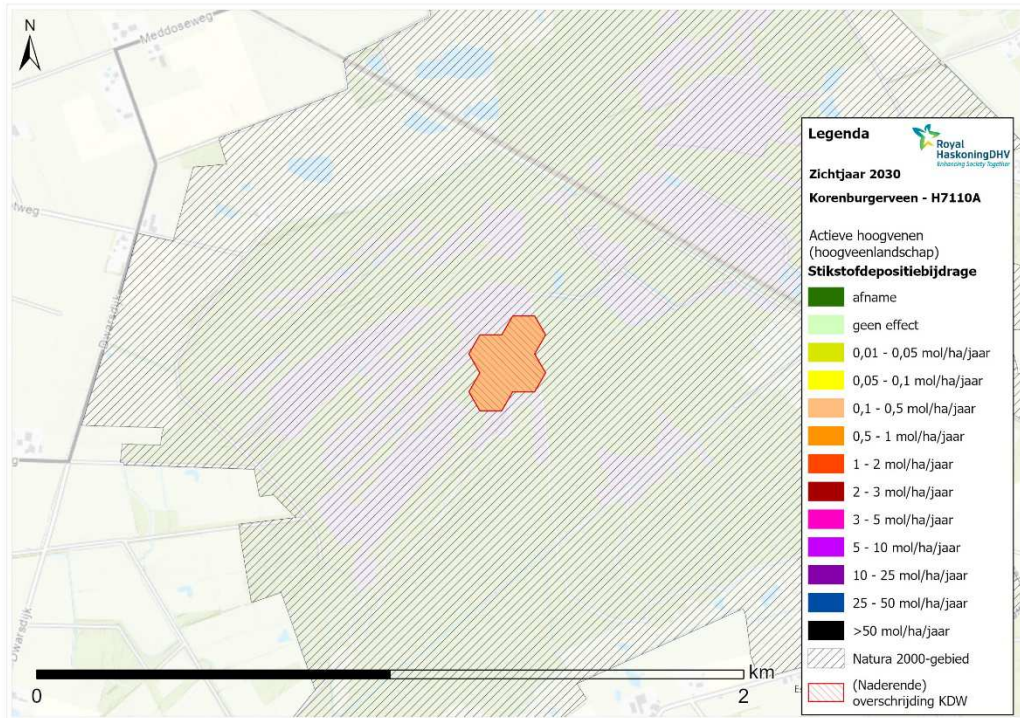 N
Meddoseweg
Dwarsdijk
Dwarsdijk
0
2
km
Legenda
Royal
HaskoningDHV
Enhancing Society Together
Zichtjaar 2030
Korenburgerveen - H7110A
Actieve hoogvenen
(hoogveenlandschap)
Stikstofdepositiebijdrage
afname
geen effect
0,01 - 0,05 mol/ha/jaar
0,05 - 0,1 mol/ha/jaar
0,1 - 0,5 mol/ha/jaar
0,5 - 1 mol/ha/jaar
1 - 2 mol/ha/jaar
2 - 3 mol/ha/jaar
3 - 5 mol/ha/jaar
5 - 10 mol/ha/jaar
10 - 25 mol/ha/jaar
25 - 50 mol/ha/jaar
>50 mol/ha/jaar
Natura 2000-gebied
(Naderende)
overschrijding KDW